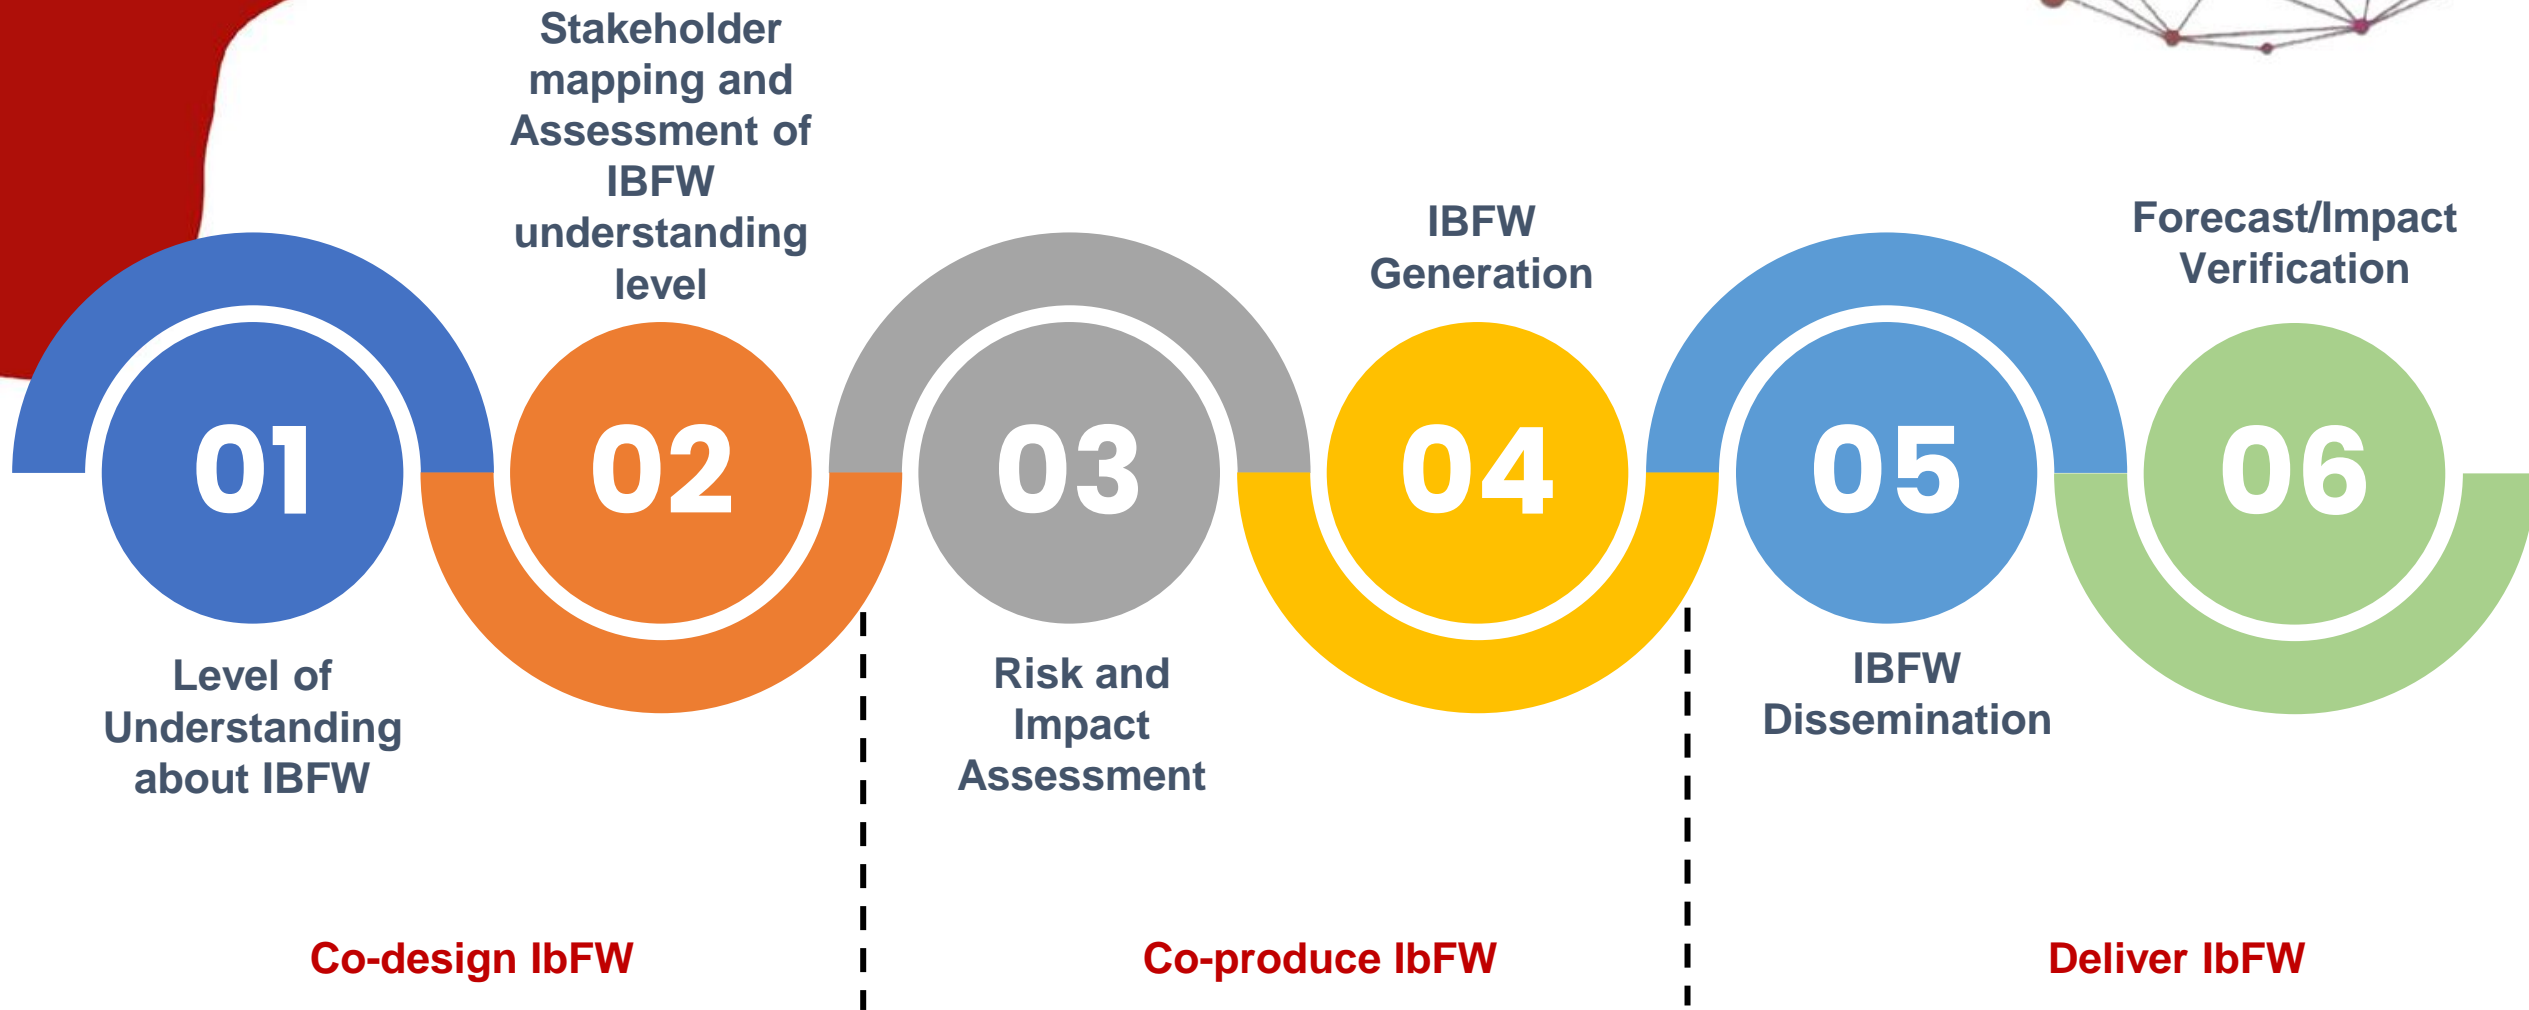 Stakeholder
mapping and
Assessment of
IBFW
understanding
level
IBFW
Generation
Forecast/Impact
Verification
01
02
03
04
05
06
Level of
Understanding
about IBFW
Risk and
Impact
Assessment
IBFW
Dissemination
Co-design IbFW
Co-produce IbFW
Deliver IbFW